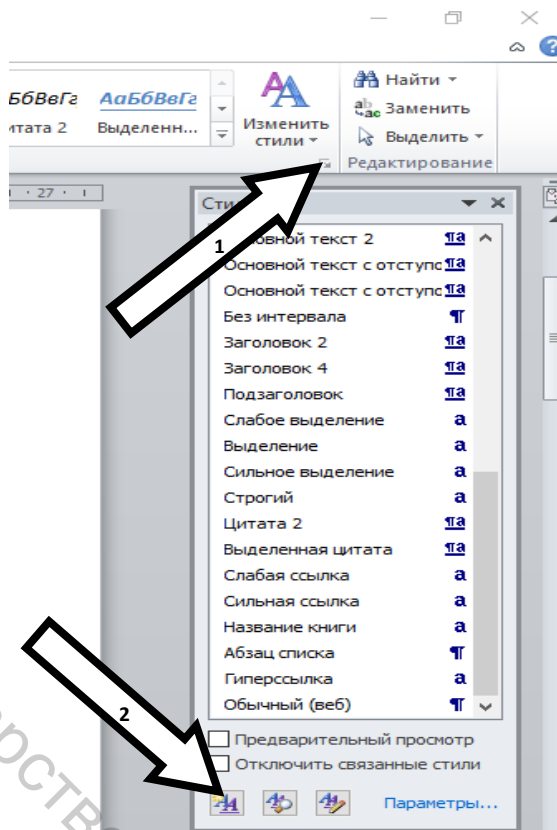 БбВвГг АаБбВвГг
итата 2 Выделенн...
Изменить
стили
Найти
Заменить
Выделить
Редактирование
27
1
Основной текст 2
Основной текст с отступо
Основной текст с отступо
Без интервала
Заголовок 2
Заголовок 4
Подзаголовок
Слабое выделение
Выделение
Сильное выделение
Строгий
Цитата 2
Выделенная цитата
Слабая ссылка
Сильная ссылка
Название книги
Абзац списка
Гиперссылка
Обычный (веб)
2
Предварительный просмотр
Отключить связанные стили
Параметры...